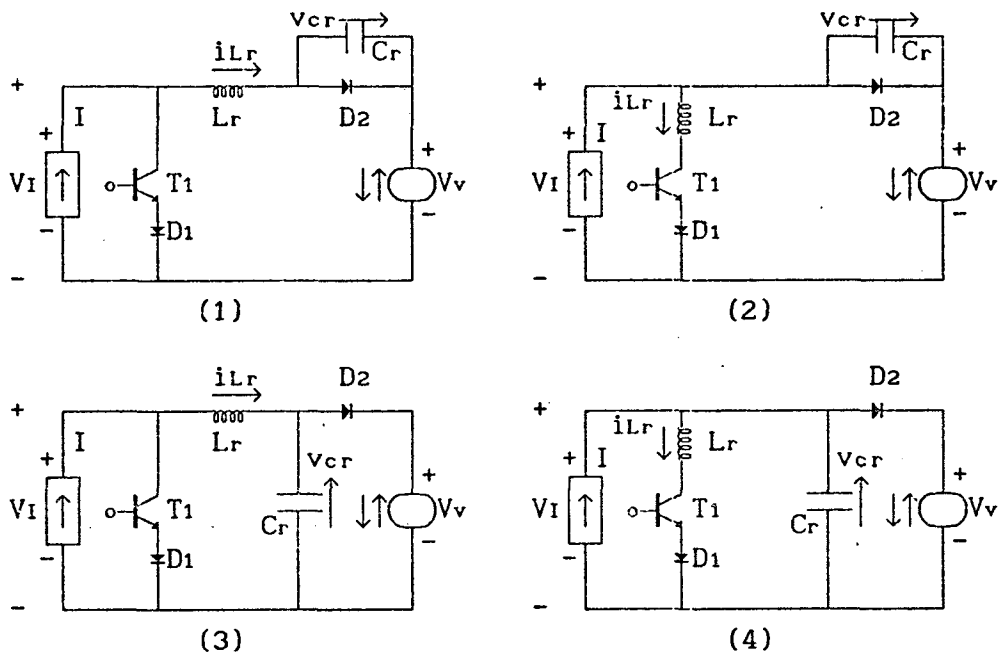 vcr
Cr
iLr
+
I
Lr
D2
+
VI
T1
+
Vv
−
D1
−
−
(1)
vcr
Cr
+
iLr
I
Lr
D2
+
VI
T1
+
Vv
−
D1
−
−
(2)
iLr
D2
+
I
Lr
+
vcr
+
VI
T1
Cr
Vv
−
D1
−
−
(3)
D2
+
iLr
I
Lr
+
vcr
+
VI
T1
Cr
Vv
−
D1
−
−
(4)